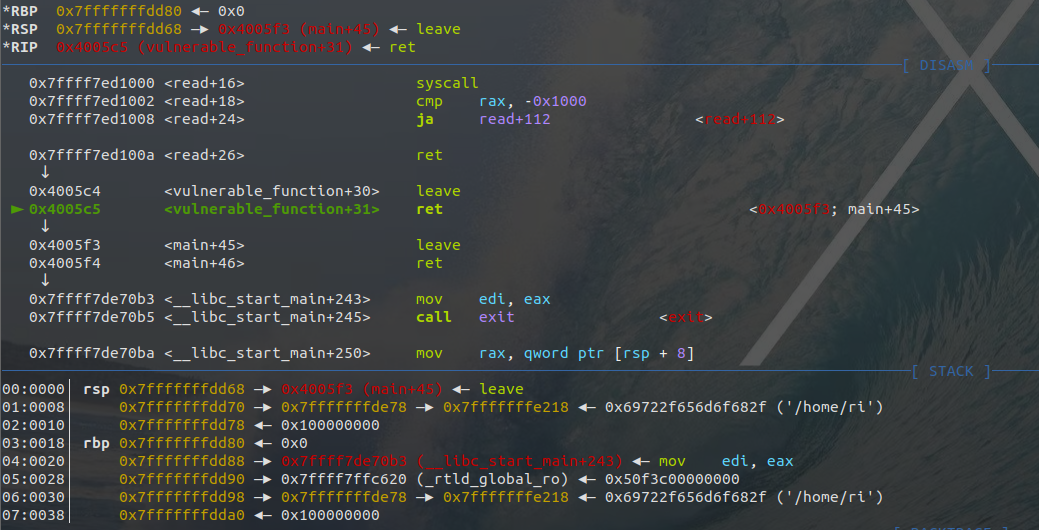 *RBP 0x7fffffffdd80 ◂— 0x0
*RSP 0x7fffffffdd68 —▸ 0x4005f3 (main+45) ◂— leave
*RIP 0x4005c5 (vulnerable_function+31) ◂— ret
[ DISASM ]
0x7ffff7ed1000 <read+16> syscall
0x7ffff7ed1002 <read+18> cmp rax, -0x1000
0x7ffff7ed1008 <read+24> ja read+112 <read+112>
0x7ffff7ed100a <read+26> ret
↓
0x4005c4 <vulnerable_function+30> leave
► 0x4005c5 <vulnerable_function+31> ret <0x4005f3; main+45>
↓
0x4005f3 <main+45> leave
0x4005f4 <main+46> ret
↓
0x7ffff7de70b3 <__libc_start_main+243> mov edi, eax
0x7ffff7de70b5 <__libc_start_main+245> call exit <exit>
0x7ffff7de70ba <__libc_start_main+250> mov rax, qword ptr [rsp + 8]
[ STACK ]
00:0000│ rsp 0x7fffffffdd68 —▸ 0x4005f3 (main+45) ◂— leave
01:0008│ 0x7fffffffdd70 —▸ 0x7fffffffde78 —▸ 0x7fffffffe218 ◂— 0x69722f656d6f682f ('/home/ri')
02:0010│ 0x7fffffffdd78 ◂— 0x100000000
03:0018│ rbp 0x7fffffffdd80 ◂— 0x0
04:0020│ 0x7fffffffdd88 —▸ 0x7ffff7de70b3 (__libc_start_main+243) ◂— mov edi, eax
05:0028│ 0x7fffffffdd90 —▸ 0x7ffff7ffc620 (_rtld_global_ro) ◂— 0x50f3c00000000
06:0030│ 0x7fffffffdd98 —▸ 0x7fffffffde78 —▸ 0x7fffffffe218 ◂— 0x69722f656d6f682f ('/home/ri')
07:0038│ 0x7fffffffdda0 ◂— 0x100000000